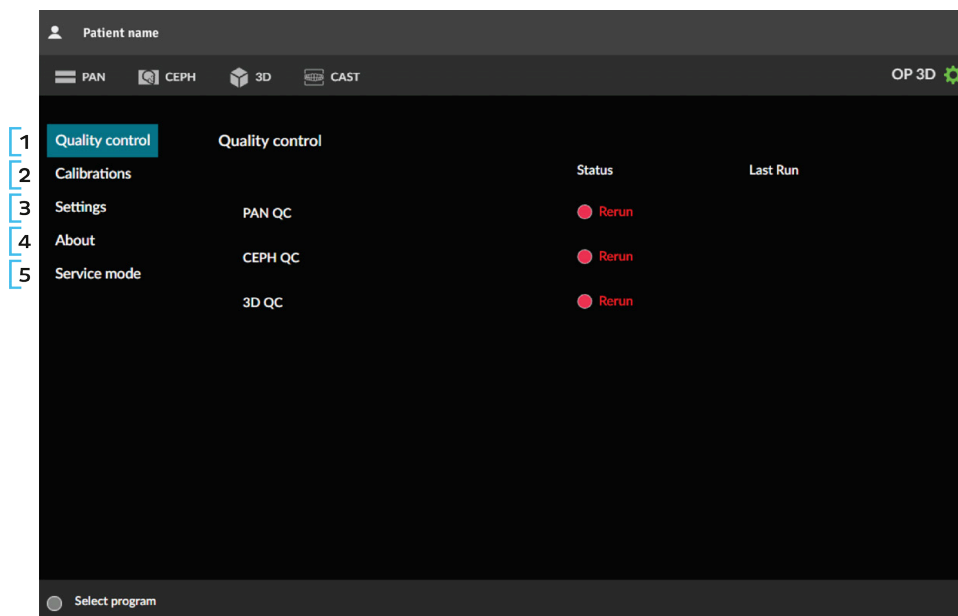 Patient name
PAN CEPH 3D CAST OP 3D
1 Quality control Quality control
2 Calibrations Status Last Run
3 Settings PAN QC Rerun
4 About
CEPH QC Rerun
5 Service mode
3D QC Rerun
Select program